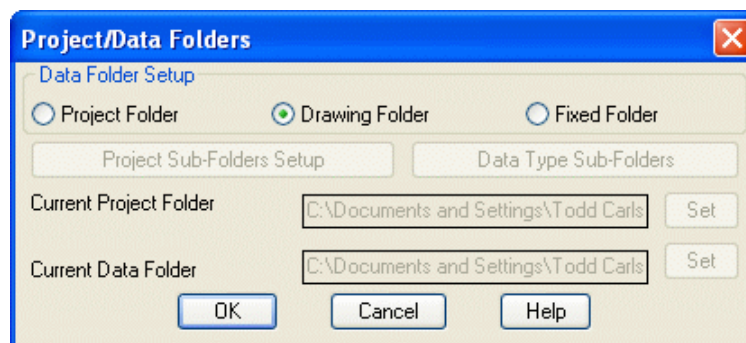 Project/Data Folders
Data Folder Setup
Project Folder Drawing Folder Fixed Folder
Project Sub-Folders Setup Data Type Sub-Folders
Current Project Folder C:\Documents and Settings\Todd Carls Set
Current Data Folder C:\Documents and Settings\Todd Carls Set
OK Cancel Help